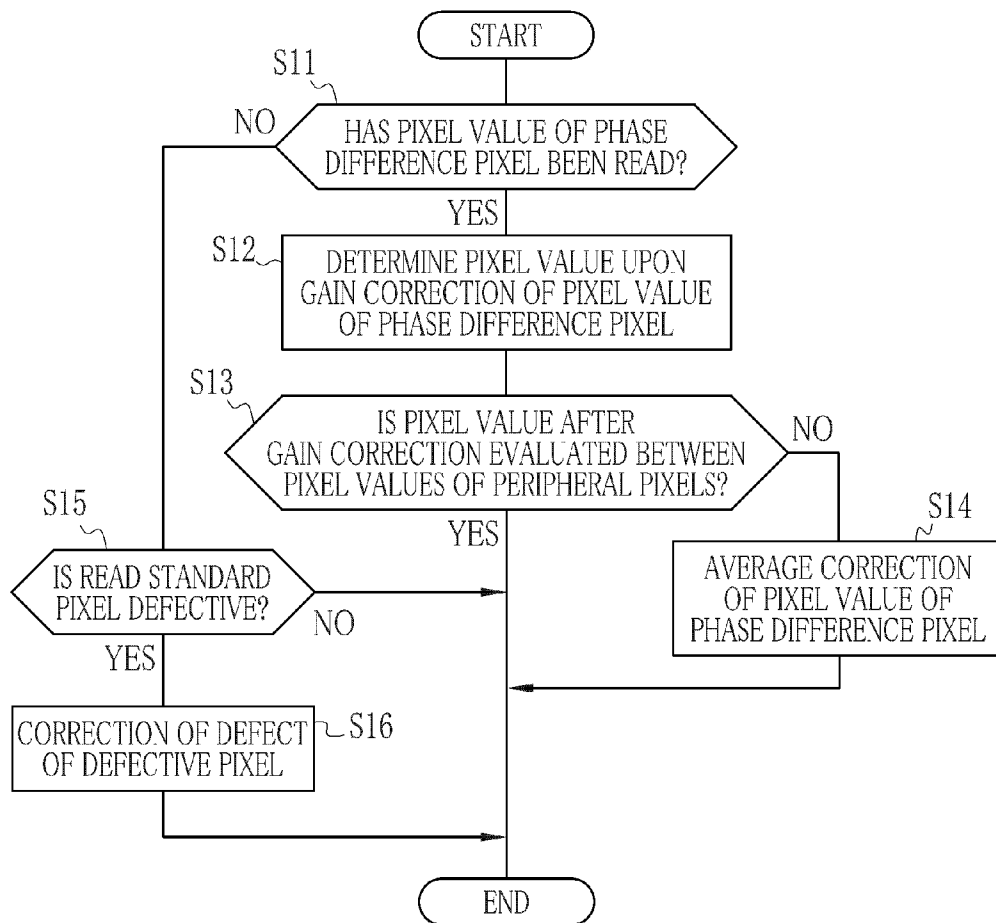 START
S11
NO
HAS PIXEL VALUE OF PHASE
DIFFERENCE PIXEL BEEN READ?
YES
S12
DETERMINE PIXEL VALUE UPON
GAIN CORRECTION OF PIXEL VALUE
OF PHASE DIFFERENCE PIXEL
S13
IS PIXEL VALUE AFTER
GAIN CORRECTION EVALUATED BETWEEN
PIXEL VALUES OF PERIPHERAL PIXELS?
NO
YES
S14
AVERAGE CORRECTION
OF PIXEL VALUE OF
PHASE DIFFERENCE PIXEL
S15
IS READ STANDARD
PIXEL DEFECTIVE?
NO
YES
S16
CORRECTION OF DEFECT
OF DEFECTIVE PIXEL
END